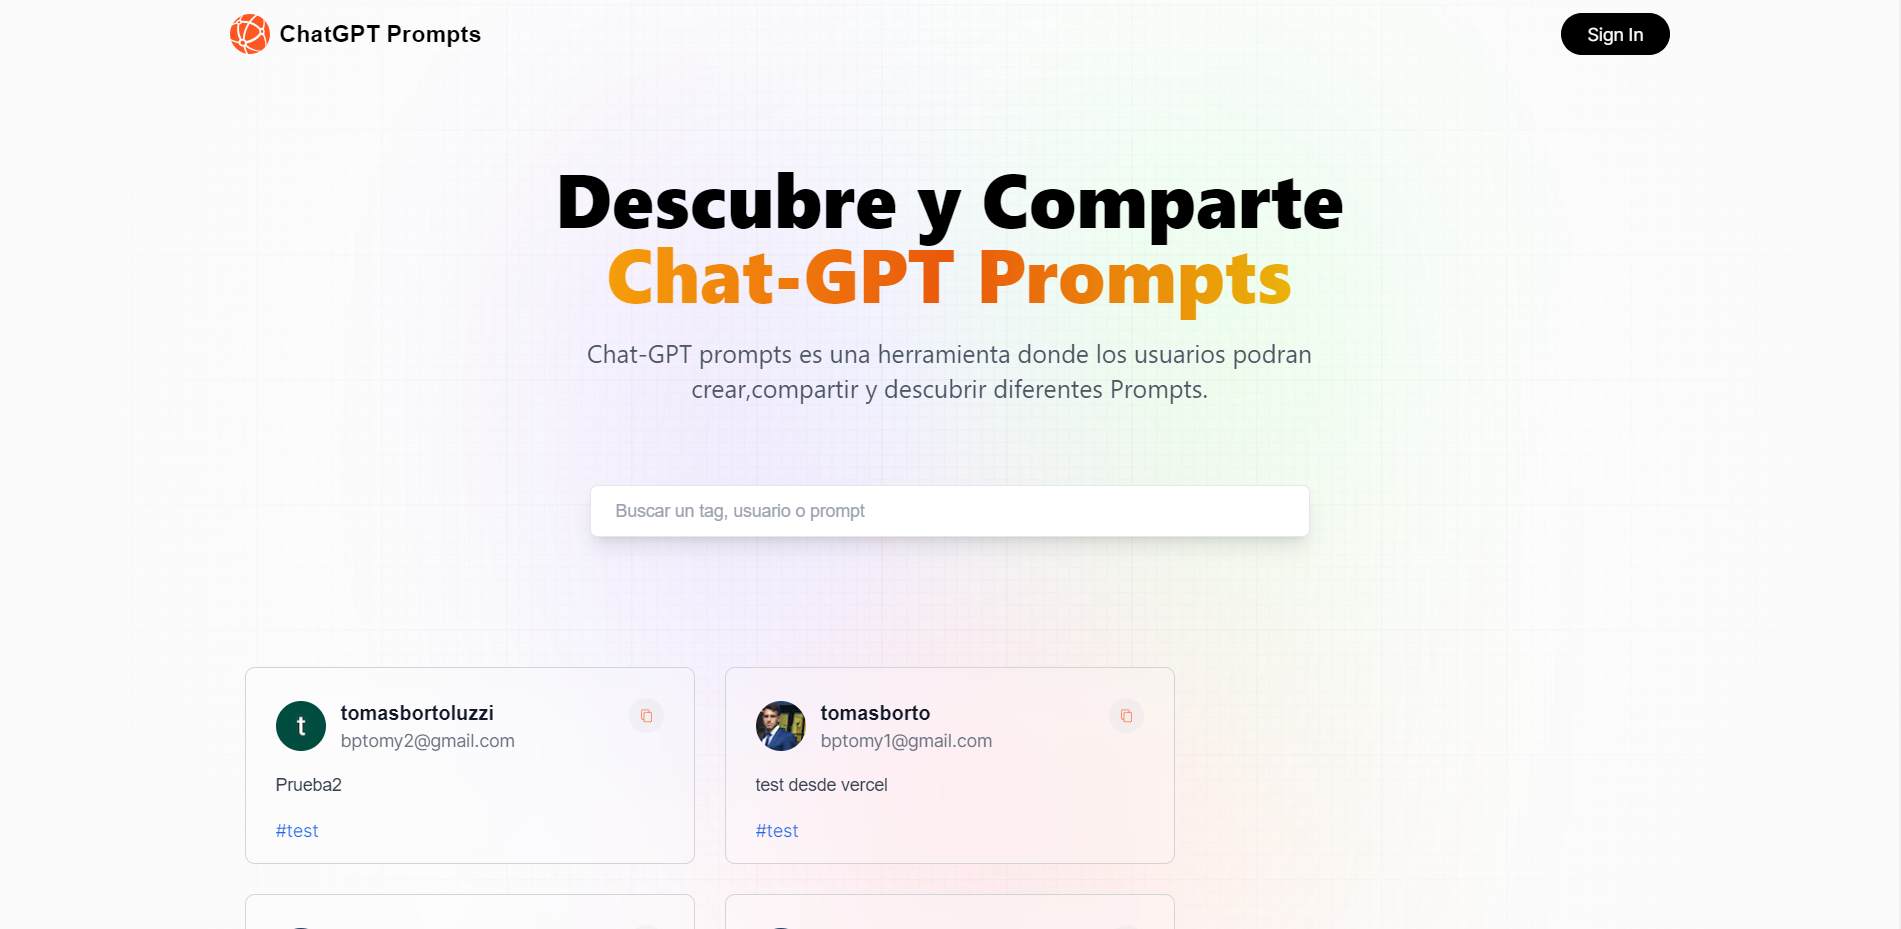 ChatGPT Prompts
Sign In
Descubre y Comparte
Chat-GPT Prompts
Chat-GPT prompts es una herramienta donde los usuarios podran
crear,compartir y descubrir diferentes Prompts.
Buscar un tag, usuario o prompt
t
tomasbortoluzzi
bptomy2@gmail.com
Prueba2
#test
tomasborto
bptomy1@gmail.com
test desde vercel
#test